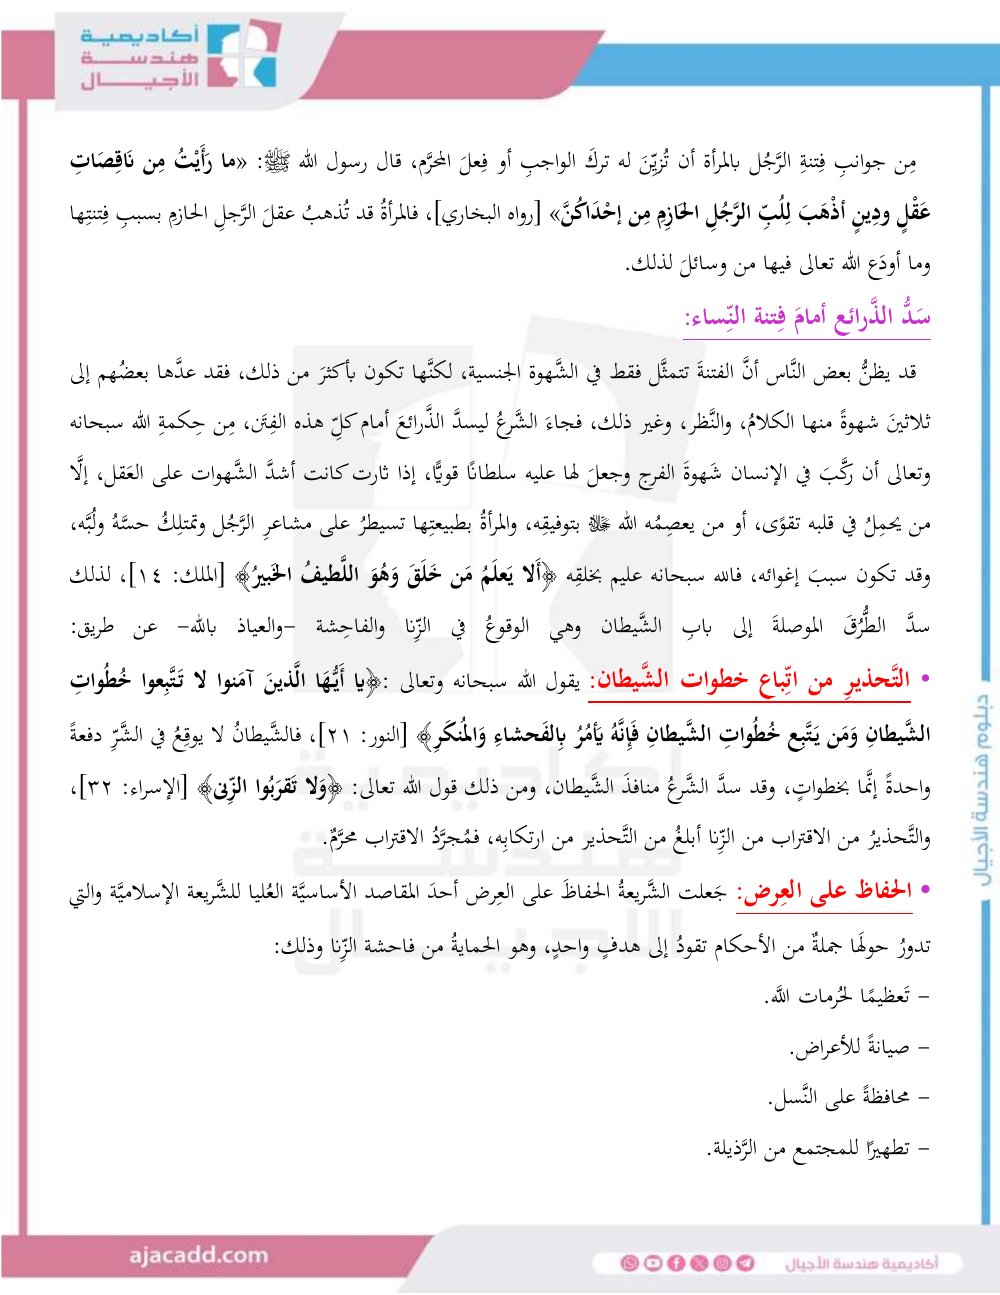 أكاديمية
هندسة
الأجيال
مِن جوانبِ فِتنةِ الرَّجُل بالمرأة أن تُزيِّنَ له تركَ الواجبِ أو فِعلَ المحرَّم، قال رسول الله ﷺ: «ما رَأَيْتُ مِن نَاقِصَاتِ
عَقْلٍ ودِينٍ أذْهَبَ لِلُبِّ الرَّجُلِ الحَازِمِ مِن إحْدَاكُنَّ» [رواه البخاري]، فالمرأةُ قد تُذهبُ عقلَ الرَّجلِ الحازمِ بسببِ فِتنتِها
وما أودَع الله تعالى فيها من وسائلَ لذلك.
سَدُّ الذَّرائع أمامَ فِتنة النِّساء:
قد يظنُّ بعض النَّاس أنَّ الفتنةَ تتمثَّل فقط في الشَّهوة الجنسية، لكنَّها تكون بأكثرَ من ذلك، فقد عدَّها بعضُهم إلى
ثلاثينَ شهوةً منها الكلامُ، والنَّظر، وغير ذلك، فجاءَ الشَّرعُ ليسدَّ الذَّرائعَ أمام كلِّ هذه الفِتَن، مِن حِكمةِ الله سبحانه
وتعالى أن ركَّبَ في الإنسان شَهوةَ الفرج وجعلَ لها عليه سلطانًا قويًّا، إذا ثارت كانت أشدَّ الشَّهوات على العَقل، إلَّا
من يحمِلُ في قلبه تقوًى، أو من يعصِمُه الله ﷻ بتوفيقِه، والمرأةُ بطبيعتِها تسيطرُ على مشاعرِ الرَّجُل وتمتلِكُ حسَّهُ ولُبَّه،
وقد تكون سببَ إغوائه، فالله سبحانه عليم بخلقِه ﴿أَلا يَعلَمُ مَن خَلَقَ وَهُوَ اللَّطيفُ الخَبيرُ﴾ [الملك: ١٤]، لذلك
سدَّ الطُّرُقَ الموصلةَ إلى بابِ الشَّيطان وهي الوقوعُ في الزِّنا والفاحِشة –والعياذ بالله– عن طريق:
• التَّحذيرِ من اتِّباع خطوات الشَّيطان: يقول الله سبحانه وتعالى :﴿يا أَيُّهَا الَّذينَ آمَنوا لا تَتَّبِعوا خُطُواتِ
الشَّيطانِ وَمَن يَتَّبِع خُطُواتِ الشَّيطانِ فَإِنَّهُ يَأمُرُ بِالفَحشاءِ وَالمُنكَرِ﴾ [النور: ٢١]، فالشَّيطانُ لا يوقِعُ في الشَّرِّ دفعةً
واحدةً إنَّما بخطواتٍ، وقد سدَّ الشَّرعُ منافذَ الشَّيطان، ومن ذلك قول الله تعالى: ﴿وَلا تَقرَبُوا الزِّنى﴾ [الإسراء: ٣٢]،
والتَّحذيرُ من الاقتراب من الزِّنا أبلغُ من التَّحذير من ارتكابِه، فمُجرَّدُ الاقتراب محرَّمٌ.
• الحفاظ على العِرض: جَعلت الشَّريعةُ الحفاظَ على العِرض أحدَ المقاصد الأساسيَّة العُليا للشَّريعة الإسلاميَّة والتي
تدورُ حولَها جملةٌ من الأحكام تقودُ إلى هدفٍ واحدٍ، وهو الحمايةُ من فاحشة الزِّنا وذلك:
– تَعظيمًا لحُرمات اللَّه.
– صيانةً للأعراض.
– محافظةً على النَّسل.
– تطهيرًا للمجتمع من الرَّذيلة.
دبلوم هندسة الأجيال
أكاديمية هندسة الأجيال
ajacadd.com